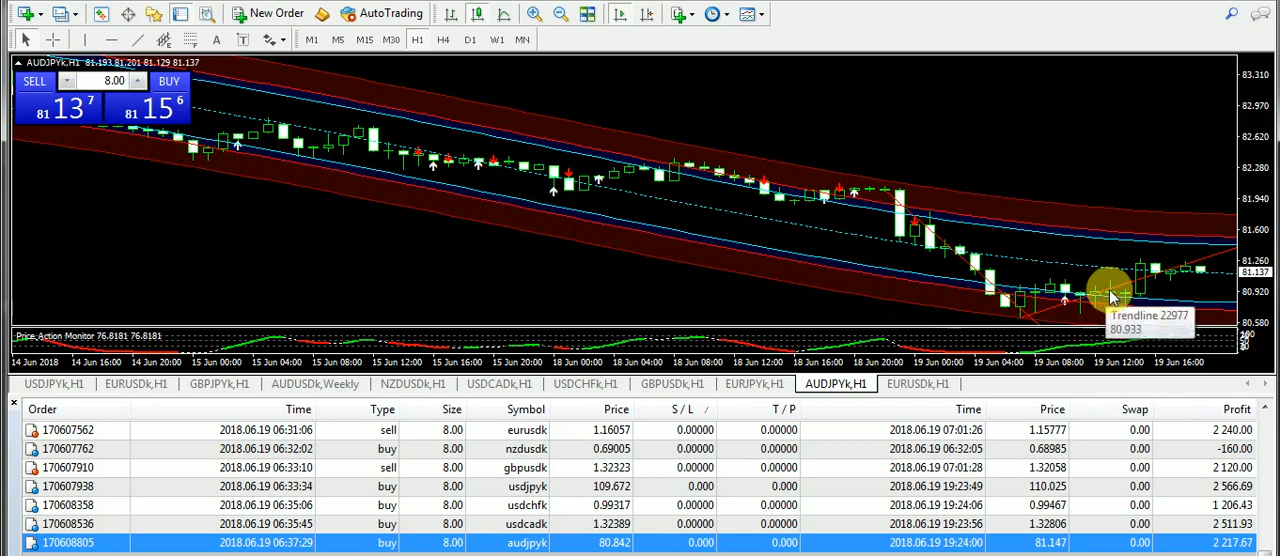 New Order AutoTrading
A T M1 M5 M15 M30 H1 H4 D1 W1 MN
AUDJPYk,H1 81.193 81.201 81.129 81.137
SELL 8.00 BUY
81 13 7 81 15 6
83.310
82.970
82.620
82.280
81.940
81.600
81.260
81.137
80.920
80.580
Trendline 22977
80.933
Price Action Monitor 76.8181 76.8181
14 Jun 2018 15 Jun 00:00 15 Jun 04:00 15 Jun 08:00 15 Jun 12:00 15 Jun 16:00 15 Jun 20:00 18 Jun 00:00 18 Jun 04:00 18 Jun 08:00 18 Jun 12:00 18 Jun 16:00 18 Jun 20:00 19 Jun 00:00 19 Jun 04:00 19 Jun 08:00 19 Jun 12:00 19 Jun 16:00
USDJPYk,H1 EURUSDk,H1 GBPJPYk,H1 AUDUSDk,Weekly NZDUSDk,H1 USDCADk,H1 USDCHFk,H1 GBPUSDk,H1 EURJPYk,H1 AUDJPYk,H1 EURUSDk,H1
Order Time Type Size Symbol Price S / L / T / P Time Price Swap Profit
170607562 2018.06.19 06:31:06 sell 8.00 eurusdk 1.16057 0.00000 0.00000 2018.06.19 07:01:26 1.15777 0.00 2 240.00
170607762 2018.06.19 06:32:02 buy 8.00 nzdusdk 0.69005 0.00000 0.00000 2018.06.19 06:32:05 0.68985 0.00 -160.00
170607910 2018.06.19 06:33:10 sell 8.00 gbpusdk 1.32323 0.00000 0.00000 2018.06.19 07:01:28 1.32058 0.00 2 120.00
170607938 2018.06.19 06:33:34 buy 8.00 usdjpyk 109.672 0.000 0.000 2018.06.19 19:23:49 110.025 0.00 2 566.69
170608358 2018.06.19 06:35:06 buy 8.00 usdchfk 0.99317 0.00000 0.00000 2018.06.19 19:24:06 0.99467 0.00 1 206.43
170608536 2018.06.19 06:35:45 buy 8.00 usdcadk 1.32389 0.00000 0.00000 2018.06.19 19:23:56 1.32806 0.00 2 511.93
170608805 2018.06.19 06:37:29 buy 8.00 audjpyk 80.842 0.000 0.000 2018.06.19 19:24:00 81.147 0.00 2 217.67